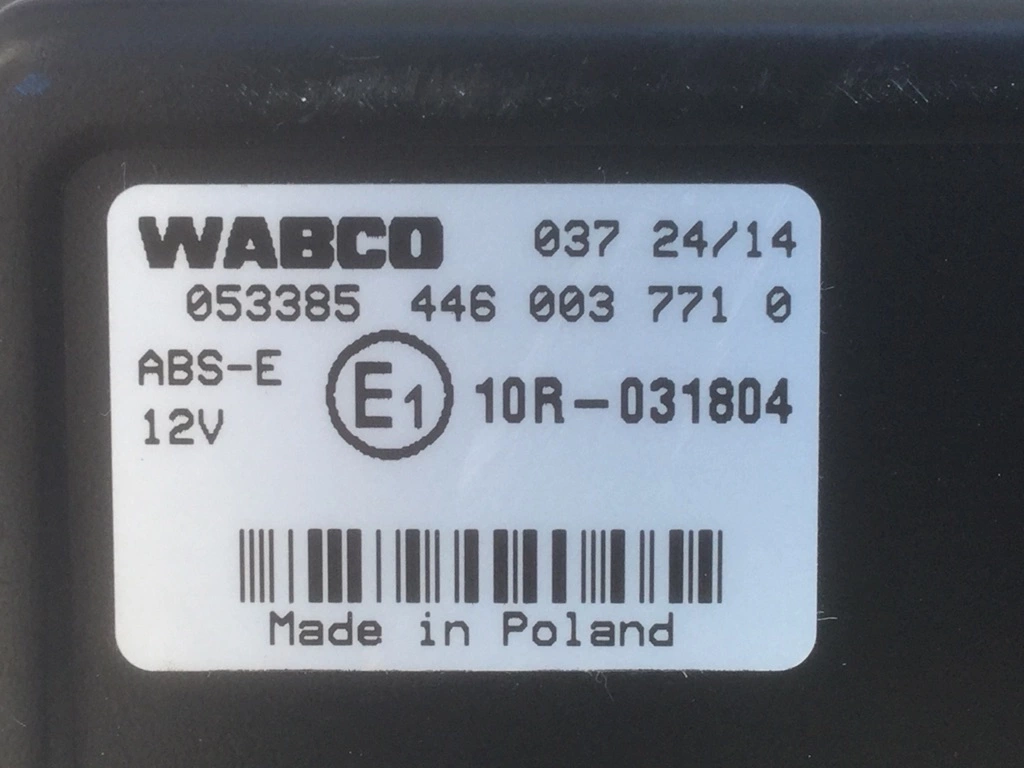 WABCO 037 24/14
053385 446 003 771 0
ABS-E E1 10R-031804
12V
Made in Poland